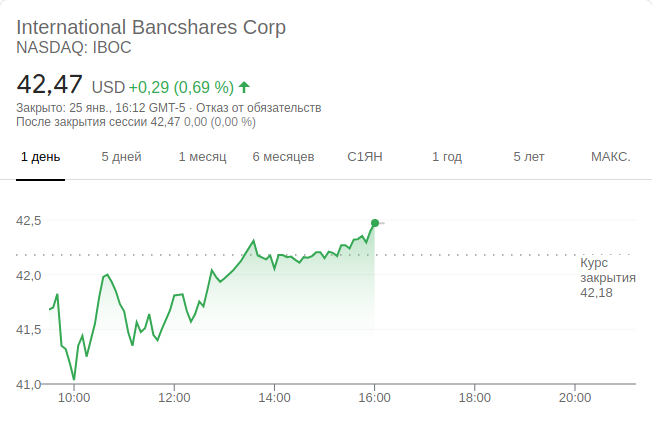 International Bancshares Corp
NASDAQ: IBOC
42,47 USD +0,29 (0,69 %)
Закрыто: 25 янв., 16:12 GMT-5 · Отказ от обязательств
После закрытия сессии 42,47 0,00 (0,00 %)
1 день 5 дней 1 месяц 6 месяцев С1ЯН 1 год 5 лет МАКС.
42,5
42,0
41,5
41,0
Курс
закрытия
42,18
10:00 12:00 14:00 16:00 18:00 20:00